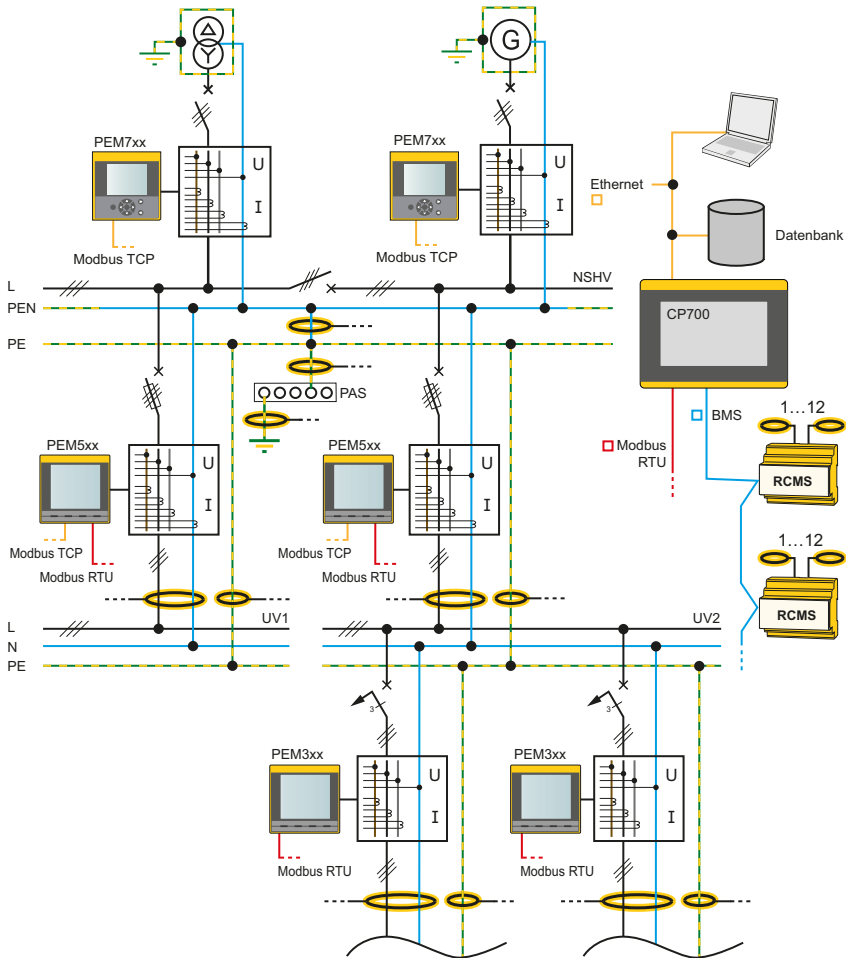 Δ
Y
G
PEM7xx
U
I
Modbus TCP
PEM7xx
U
I
Modbus TCP
Ethernet
Datenbank
L
NSHV
PEN
PE
PAS
CP700
BMS
Modbus
RTU
1...12
RCMS
1...12
RCMS
PEM5xx
U
I
Modbus TCP
Modbus RTU
PEM5xx
U
I
Modbus TCP
Modbus RTU
L
UV1
UV2
N
PE
3
3
PEM3xx
U
I
Modbus RTU
PEM3xx
U
I
Modbus RTU